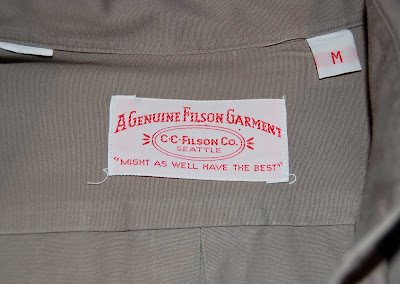 M
A GENUINE FILSON GARMENT
C·C·FILSON CO.
SEATTLE
"MIGHT AS WELL HAVE THE BEST"